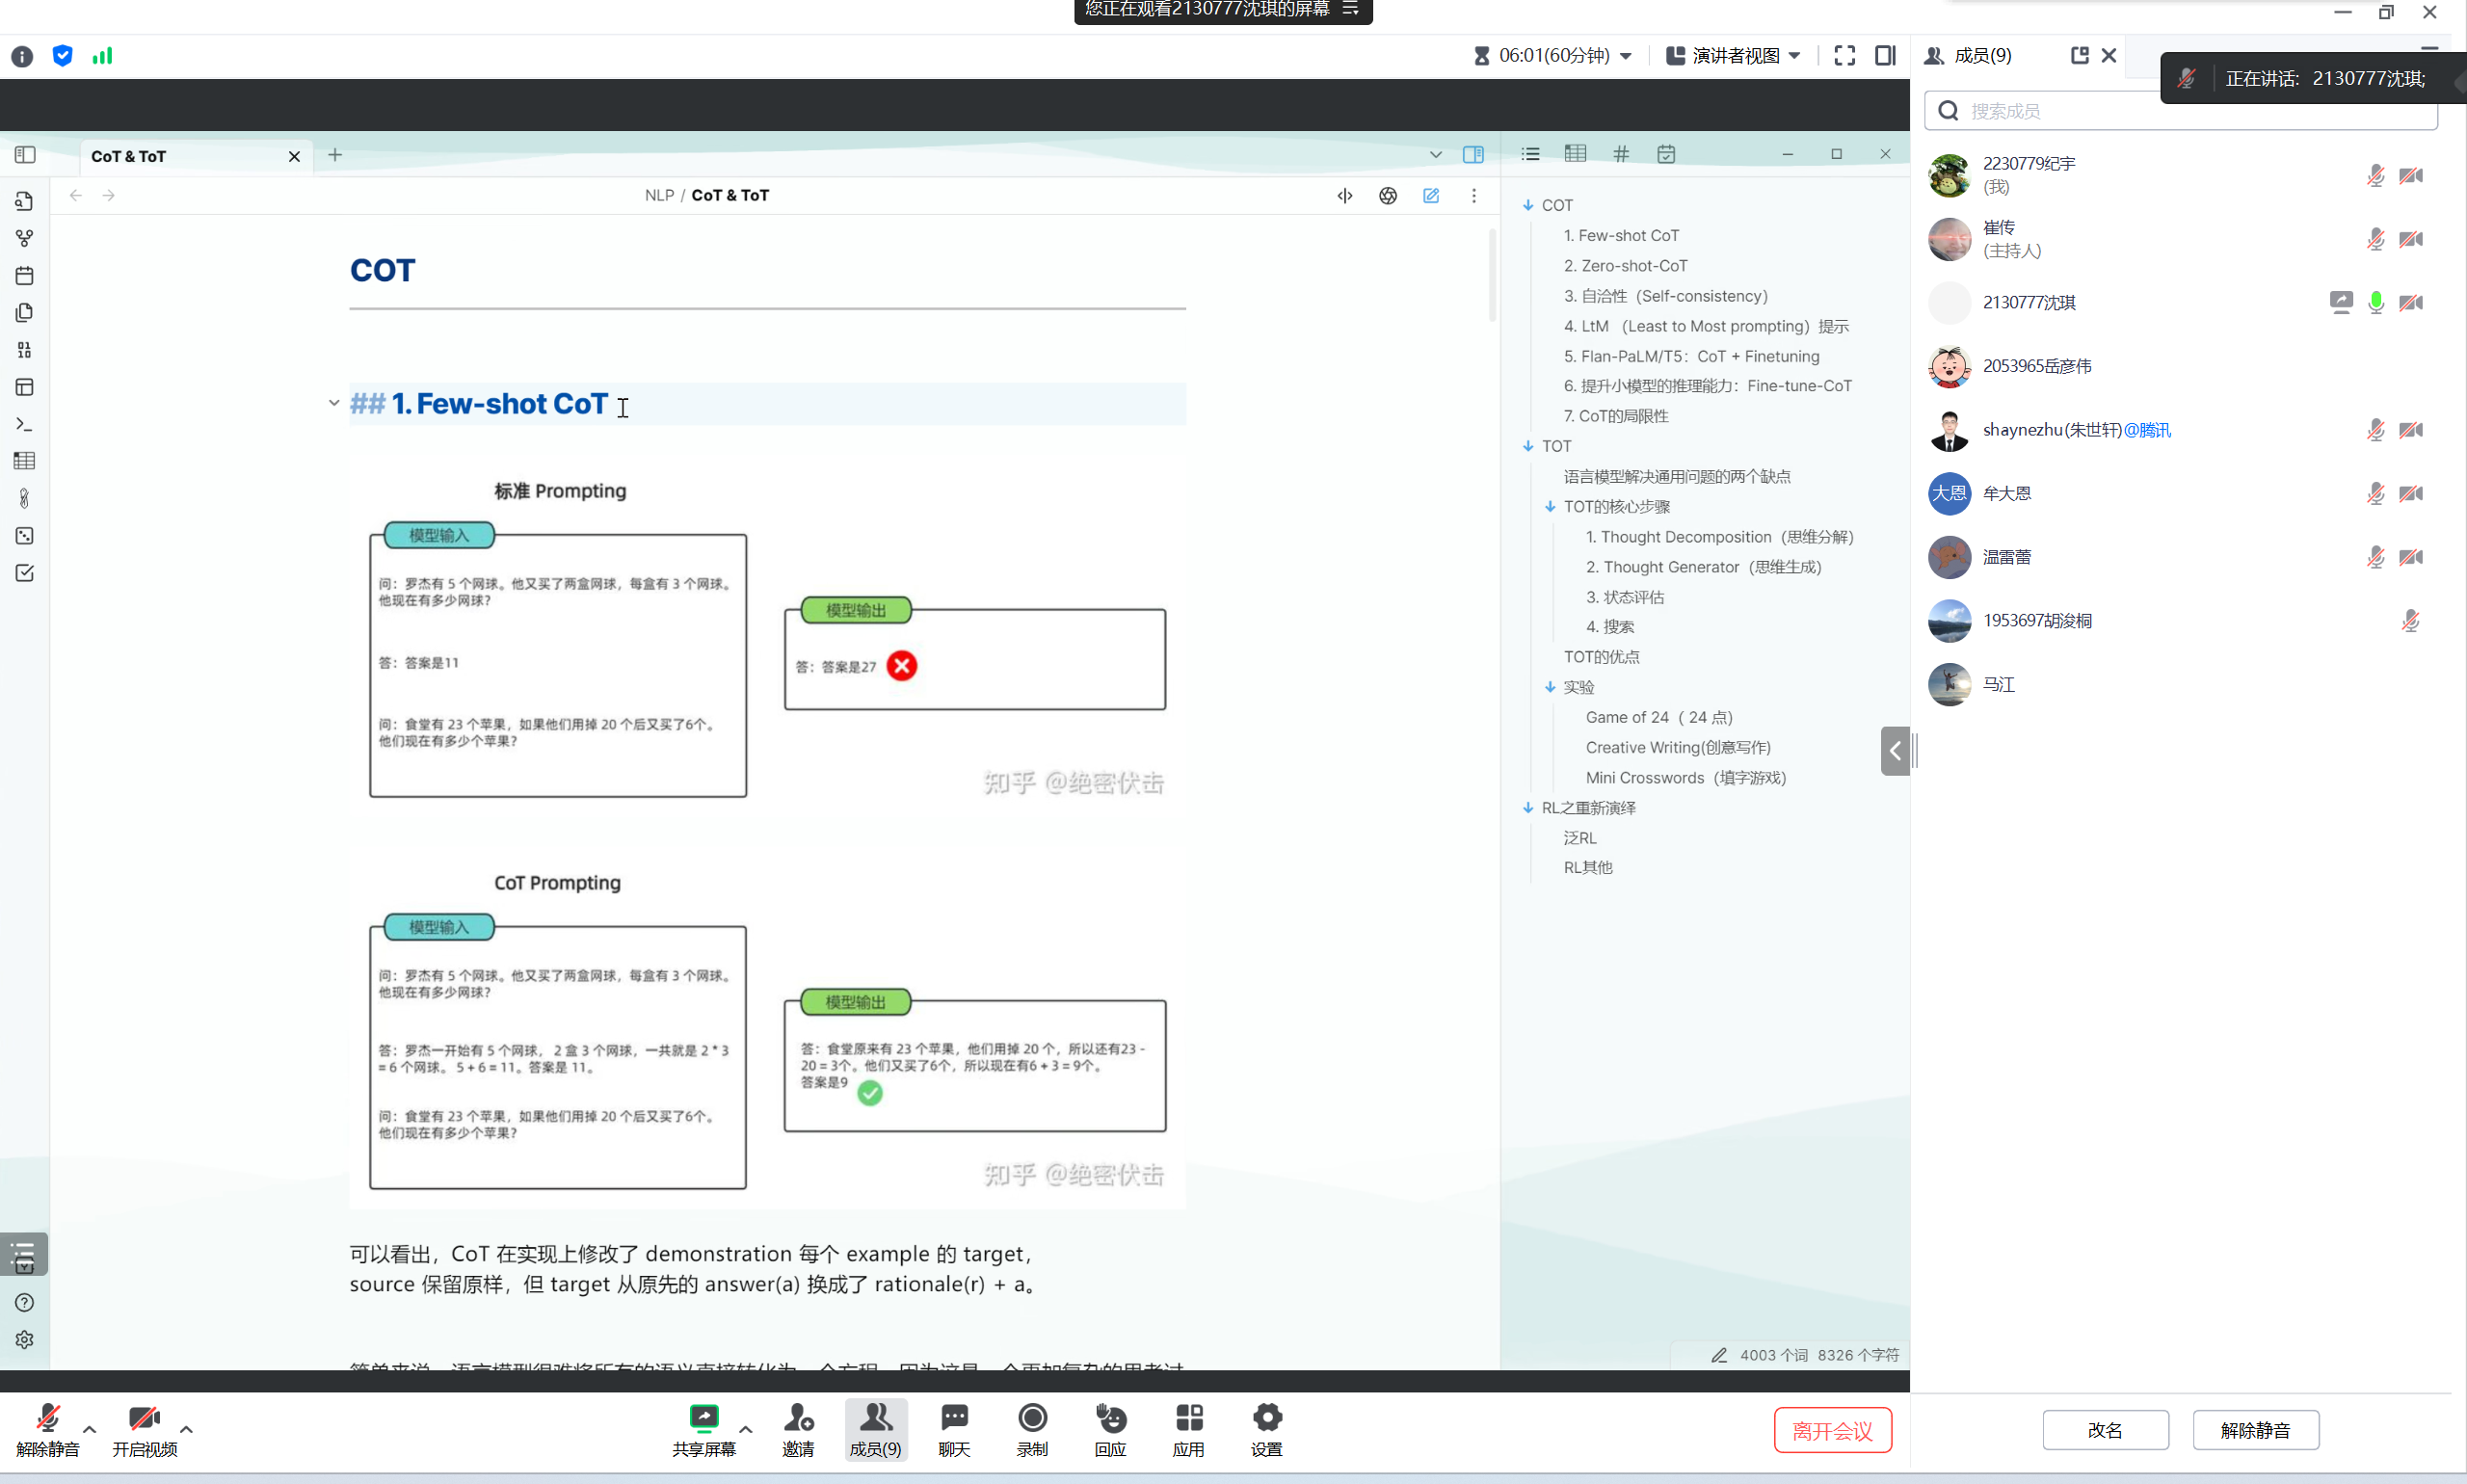 您正在观看2130777沈琪的屏幕
06:01(60分钟)
演讲者视图
成员(9)
正在讲话: 2130777沈琪;
搜索成员
CoT & ToT
NLP / CoT & ToT
COT
## 1. Few-shot CoT
标准 Prompting
模型输入
问：罗杰有 5 个网球。他又买了两盒网球，每盒有 3 个网球。
他现在有多少网球？
答：答案是11
问：食堂有 23 个苹果，如果他们用掉 20 个后又买了6个。
他们现在有多少个苹果？
模型输出
答：答案是27
知乎 @绝密伏击
CoT Prompting
模型输入
问：罗杰有 5 个网球。他又买了两盒网球，每盒有 3 个网球。
他现在有多少网球？
答：罗杰一开始有 5 个网球， 2 盒 3 个网球，一共就是 2 * 3
= 6 个网球。 5 + 6 = 11。答案是 11。
问：食堂有 23 个苹果，如果他们用掉 20 个后又买了6个。
他们现在有多少个苹果？
模型输出
答：食堂原来有 23 个苹果，他们用掉 20 个，所以还有23 -
20 = 3个。他们又买了6个，所以现在有6 + 3 = 9个。
答案是9
知乎 @绝密伏击
可以看出，CoT 在实现上修改了 demonstration 每个 example 的 target，
source 保留原样，但 target 从原先的 answer(a) 换成了 rationale(r) + a。
COT
1. Few-shot CoT
2. Zero-shot-CoT
3. 自洽性（Self-consistency）
4. LtM （Least to Most prompting）提示
5. Flan-PaLM/T5：CoT + Finetuning
6. 提升小模型的推理能力：Fine-tune-CoT
7. CoT的局限性
TOT
语言模型解决通用问题的两个缺点
TOT的核心步骤
1. Thought Decomposition（思维分解）
2. Thought Generator（思维生成）
3. 状态评估
4. 搜索
TOT的优点
实验
Game of 24（ 24 点）
Creative Writing(创意写作)
Mini Crosswords（填字游戏）
RL之重新演绎
泛RL
RL其他
4003 个词 8326 个字符
2230779纪宇
(我)
崔传
(主持人)
2130777沈琪
2053965岳彦伟
shaynezhu(朱世轩)@腾讯
大恩 牟大恩
温雷蕾
1953697胡浚桐
马江
解除静音
开启视频
共享屏幕
邀请
成员(9)
聊天
录制
回应
应用
设置
离开会议
改名
解除静音